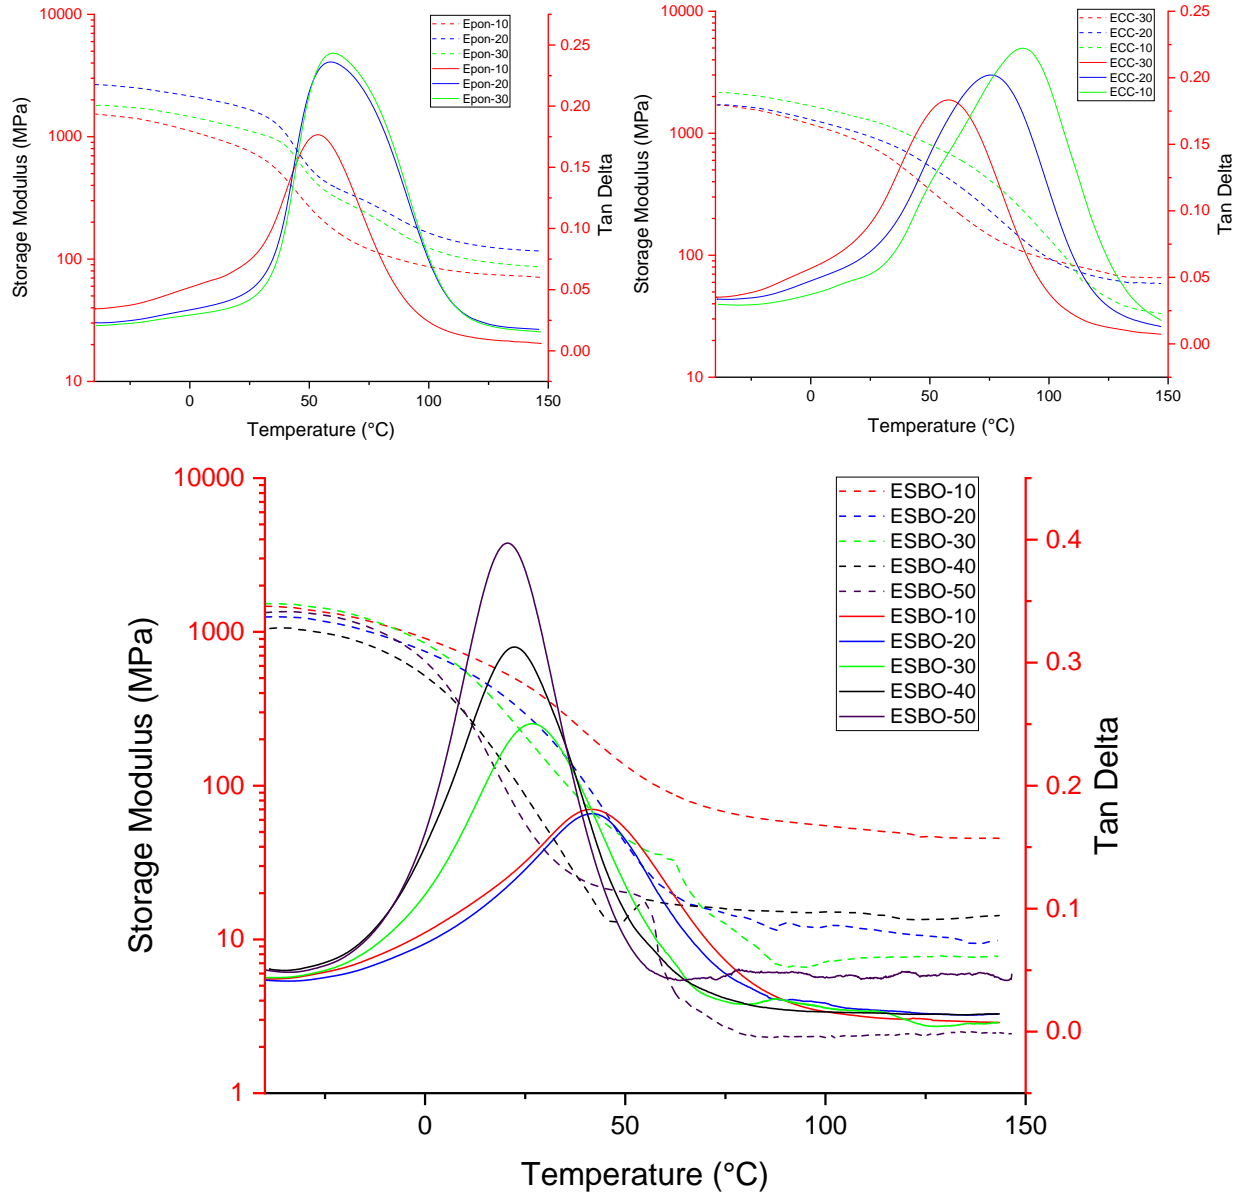 10000
1000
100
10
Storage Modulus (MPa)
0
50
100
150
Temperature (°C)
0.25
0.20
0.15
0.10
0.05
0.00
Tan Delta
Epon-10
Epon-20
Epon-30
Epon-10
Epon-20
Epon-30
10000
1000
100
10
Storage Modulus (MPa)
0
50
100
150
Temperature (°C)
0.25
0.20
0.15
0.10
0.05
0.00
Tan Delta
ECC-30
ECC-20
ECC-10
ECC-30
ECC-20
ECC-10
10000
1000
100
10
1
Storage Modulus (MPa)
0
50
100
150
Temperature (°C)
0.4
0.3
0.2
0.1
0.0
Tan Delta
ESBO-10
ESBO-20
ESBO-30
ESBO-40
ESBO-50
ESBO-10
ESBO-20
ESBO-30
ESBO-40
ESBO-50